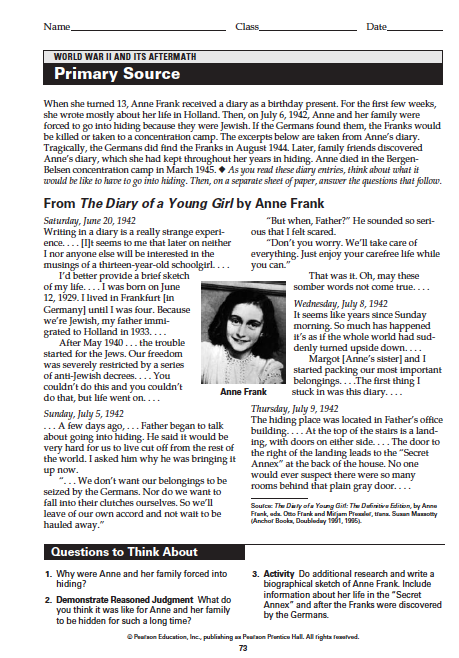 Name Class Date
WORLD WAR II AND ITS AFTERMATH
Primary Source
When she turned 13, Anne Frank received a diary as a birthday present. For the first few weeks,
she wrote mostly about her life in Holland. Then, on July 6, 1942, Anne and her family were
forced to go into hiding because they were Jewish. If the Germans found them, the Franks would
be killed or taken to a concentration camp. The excerpts below are taken from Anne's diary.
Tragically, the Germans did find the Franks in August 1944. Later, family friends discovered
Anne's diary, which she had kept throughout her years in hiding. Anne died in the Bergen-
Belsen concentration camp in March 1945. ◆ As you read these diary entries, think about what it
would be like to have to go into hiding. Then, on a separate sheet of paper, answer the questions that follow.
From The Diary of a Young Girl by Anne Frank
Saturday, June 20, 1942
Writing in a diary is a really strange experi-
ence. . . . [I]t seems to me that later on neither
I nor anyone else will be interested in the
musings of a thirteen-year-old schoolgirl. . . .
I'd better provide a brief sketch
of my life. . . . I was born on June
12, 1929. I lived in Frankfurt [in
Germany] until I was four. Because
we're Jewish, my father immi-
grated to Holland in 1933. . . .
After May 1940 . . . the trouble
started for the Jews. Our freedom
was severely restricted by a series
of anti-Jewish decrees. . . . You
couldn't do this and you couldn't
do that, but life went on. . . .
Sunday, July 5, 1942
. . . A few days ago, . . . Father began to talk
about going into hiding. He said it would be
very hard for us to live cut off from the rest of
the world. I asked him why he was bringing it
up now.
". . . We don't want our belongings to be
seized by the Germans. Nor do we want to
fall into their clutches ourselves. So we'll
leave of our own accord and not wait to be
hauled away."
"But when, Father?" He sounded so seri-
ous that I felt scared.
"Don't you worry. We'll take care of
everything. Just enjoy your carefree life while
you can."
That was it. Oh, may these
somber words not come true. . . .
Wednesday, July 8, 1942
It seems like years since Sunday
morning. So much has happened
it's as if the whole world had sud-
denly turned upside down. . . .
Margot [Anne's sister] and I
started packing our most important
belongings. . . .The first thing I
stuck in was this diary. . . .
Anne Frank
Thursday, July 9, 1942
The hiding place was located in Father's office
building. . . . At the top of the stairs is a land-
ing, with doors on either side. . . . The door to
the right of the landing leads to the "Secret
Annex" at the back of the house. No one
would ever suspect there were so many
rooms behind that plain gray door. . . .
Source: The Diary of a Young Girl: The Definitive Edition, by Anne
Frank, eds. Otto Frank and Mirjam Pressler, trans. Susan Massotty
(Anchor Books, Doubleday 1991, 1995).
Questions to Think About
1. Why were Anne and her family forced into
hiding?
2. Demonstrate Reasoned Judgment What do
you think it was like for Anne and her family
to be hidden for such a long time?
3. Activity Do additional research and write a
biographical sketch of Anne Frank. Include
information about her life in the "Secret
Annex" and after the Franks were discovered
by the Germans.
© Pearson Education, Inc., publishing as Pearson Prentice Hall. All rights reserved.
73